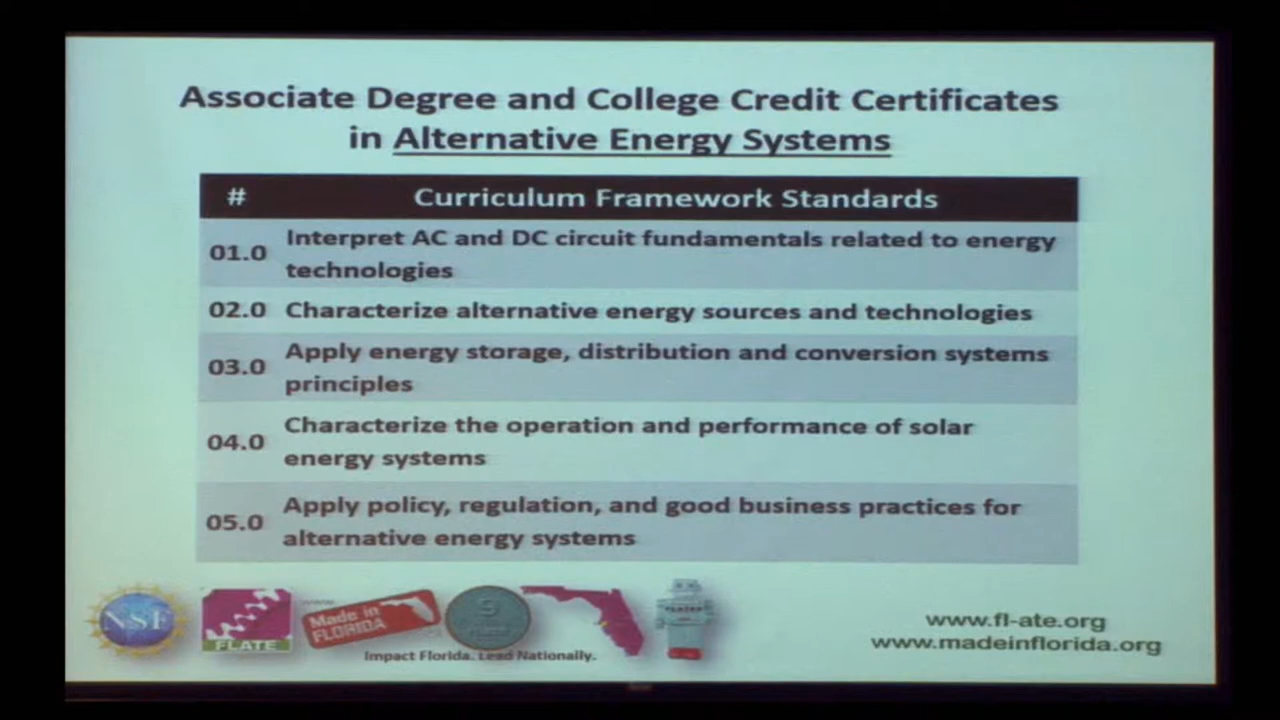 Associate Degree and College Credit Certificates
in Alternative Energy Systems
# Curriculum Framework Standards
01.0 Interpret AC and DC circuit fundamentals related to energy
technologies
02.0 Characterize alternative energy sources and technologies
03.0 Apply energy storage, distribution and conversion systems
principles
04.0 Characterize the operation and performance of solar
energy systems
05.0 Apply policy, regulation, and good business practices for
alternative energy systems
NSF
FLATE
Made in
FLORIDA
Impact Florida. Lead Nationally.
www.fl-ate.org
www.madeinflorida.org